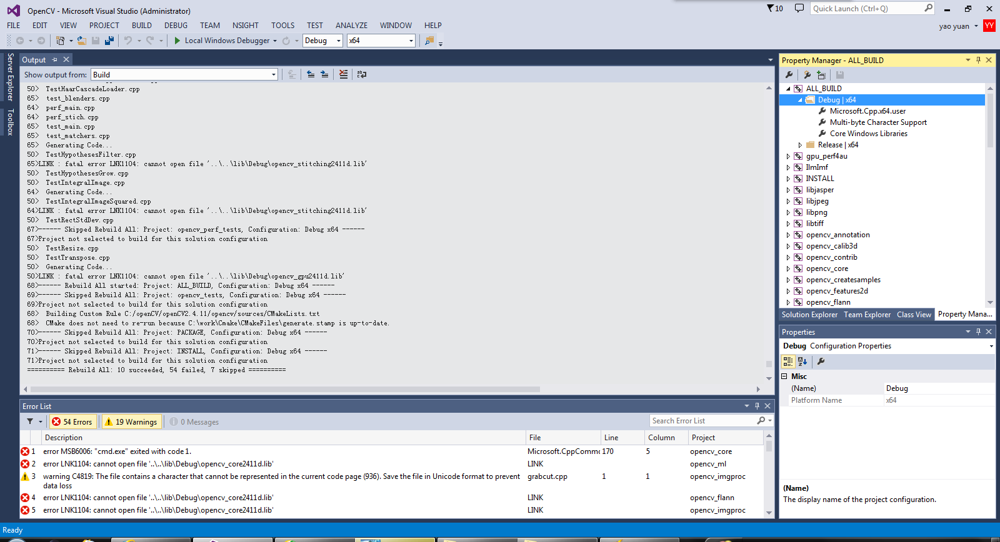 OpenCV - Microsoft Visual Studio (Administrator)
10
Quick Launch (Ctrl+Q)
FILE EDIT VIEW PROJECT BUILD DEBUG TEAM NSIGHT TOOLS TEST ANALYZE WINDOW HELP
yao yuan
YY
Local Windows Debugger
Debug
x64
Server Explorer
Toolbox
Output
Show output from: Build
50> TestHaarCascadeLoader.cpp
65> test_blenders.cpp
64> perf_main.cpp
64> perf_stich.cpp
65> test_main.cpp
65> test_matchers.cpp
65> Generating Code...
50> TestHypothesesFilter.cpp
65>LINK : fatal error LNK1104: cannot open file '..\..\lib\Debug\opencv_stitching2411d.lib'
50> TestHypothesesGrow.cpp
50> TestIntegralImage.cpp
64> Generating Code...
50> TestIntegralImageSquared.cpp
64>LINK : fatal error LNK1104: cannot open file '..\..\lib\Debug\opencv_stitching2411d.lib'
50> TestRectStdDev.cpp
67>------ Skipped Rebuild All: Project: opencv_perf_tests, Configuration: Debug x64 ------
67>Project not selected to build for this solution configuration
50> TestResize.cpp
50> TestTranspose.cpp
50> Generating Code...
50>LINK : fatal error LNK1104: cannot open file '..\..\lib\Debug\opencv_gpu2411d.lib'
68>------ Rebuild All started: Project: ALL_BUILD, Configuration: Debug x64 ------
69>------ Skipped Rebuild All: Project: opencv_tests, Configuration: Debug x64 ------
69>Project not selected to build for this solution configuration
68> Building Custom Rule C:/openCV/openCV2.4.11/opencv/sources/CMakeLists.txt
68> CMake does not need to re-run because C:\work\Cmake\CMakeFiles\generate.stamp is up-to-date.
70>------ Skipped Rebuild All: Project: PACKAGE, Configuration: Debug x64 ------
70>Project not selected to build for this solution configuration
71>------ Skipped Rebuild All: Project: INSTALL, Configuration: Debug x64 ------
71>Project not selected to build for this solution configuration
========== Rebuild All: 10 succeeded, 54 failed, 7 skipped ==========
Error List
54 Errors
19 Warnings
0 Messages
Search Error List
Description File Line Column Project
1 error MSB6006: "cmd.exe" exited with code 1. Microsoft.CppCommo 170 5 opencv_core
2 error LNK1104: cannot open file '..\..\lib\Debug\opencv_core2411d.lib' LINK opencv_ml
3 warning C4819: The file contains a character that cannot be represented in the current code page (936). Save the file in Unicode format to prevent grabcut.cpp 1 1 opencv_imgproc
data loss
4 error LNK1104: cannot open file '..\..\lib\Debug\opencv_core2411d.lib' LINK opencv_flann
5 error LNK1104: cannot open file '..\..\lib\Debug\opencv_core2411d.lib' LINK opencv_imgproc
Property Manager - ALL_BUILD
ALL_BUILD
Debug | x64
Microsoft.Cpp.x64.user
Multi-byte Character Support
Core Windows Libraries
Release | x64
gpu_perf4au
IlmImf
INSTALL
libjasper
libjpeg
libpng
libtiff
opencv_annotation
opencv_calib3d
opencv_contrib
opencv_core
opencv_createsamples
opencv_features2d
opencv_flann
Solution Explorer Team Explorer Class View Property Mana...
Properties
Debug Configuration Properties
Misc
(Name) Debug
Platform Name x64
(Name)
The display name of the project configuration.
Ready